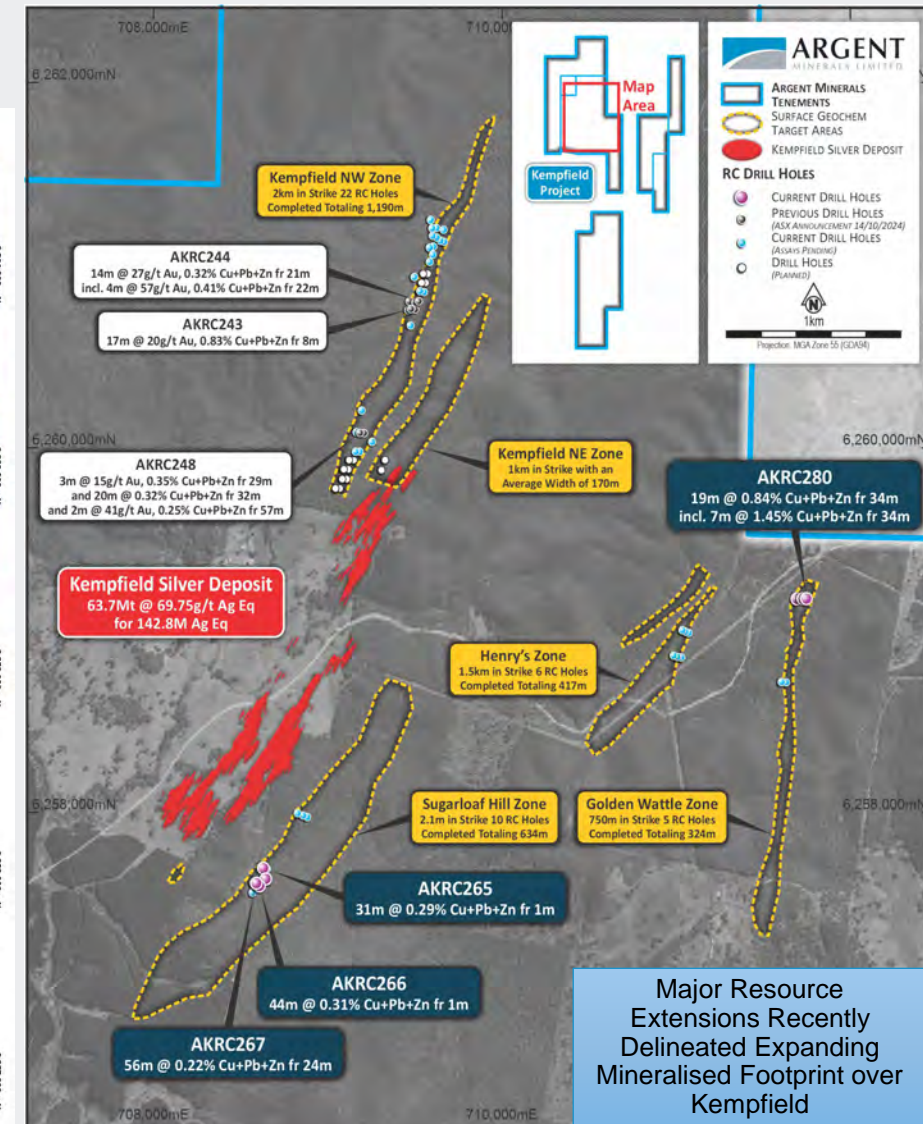 708,000mE
710,000
6,262,000mN
Map
Area
Kempfield
Project
ARGENT
MINERALS LIMITED
ARGENT MINERALS
TENEMENTS
SURFACE GEOCHEM
TARGET AREAS
KEMPFIELD SILVER DEPOSIT
RC DRILL HOLES
CURRENT DRILL HOLES
PREVIOUS DRILL HOLES
(ASX ANNOUNCEMENT 14/10/2024)
CURRENT DRILL HOLES
(ASSAYS PENDING)
DRILL HOLES
(PLANNED)
N
1km
Projection: MGA Zone 55 (GDA94)
Kempfield NW Zone
2km in Strike 22 RC Holes
Completed Totaling 1,190m
AKRC244
14m @ 27g/t Au, 0.32% Cu+Pb+Zn fr 21m
incl. 4m @ 57g/t Au, 0.41% Cu+Pb+Zn fr 22m
AKRC243
17m @ 20g/t Au, 0.83% Cu+Pb+Zn fr 8m
6,260,000mN
6,260,000mN
Kempfield NE Zone
1km in Strike with an
Average Width of 170m
AKRC248
3m @ 15g/t Au, 0.35% Cu+Pb+Zn fr 29m
and 20m @ 0.32% Cu+Pb+Zn fr 32m
and 2m @ 41g/t Au, 0.25% Cu+Pb+Zn fr 57m
AKRC280
19m @ 0.84% Cu+Pb+Zn fr 34m
incl. 7m @ 1.45% Cu+Pb+Zn fr 34m
Kempfield Silver Deposit
63.7Mt @ 69.75g/t Ag Eq
for 142.8M Ag Eq
Henry's Zone
1.5km in Strike 6 RC Holes
Completed Totaling 417m
6,258,000mN
6,258,000mN
Sugarloaf Hill Zone
2.1m in Strike 10 RC Holes
Completed Totaling 634m
Golden Wattle Zone
750m in Strike 5 RC Holes
Completed Totaling 324m
AKRC265
31m @ 0.29% Cu+Pb+Zn fr 1m
AKRC266
44m @ 0.31% Cu+Pb+Zn fr 1m
AKRC267
56m @ 0.22% Cu+Pb+Zn fr 24m
Major Resource
Extensions Recently
Delineated Expanding
Mineralised Footprint over
Kempfield
708,000mE
710,000mE